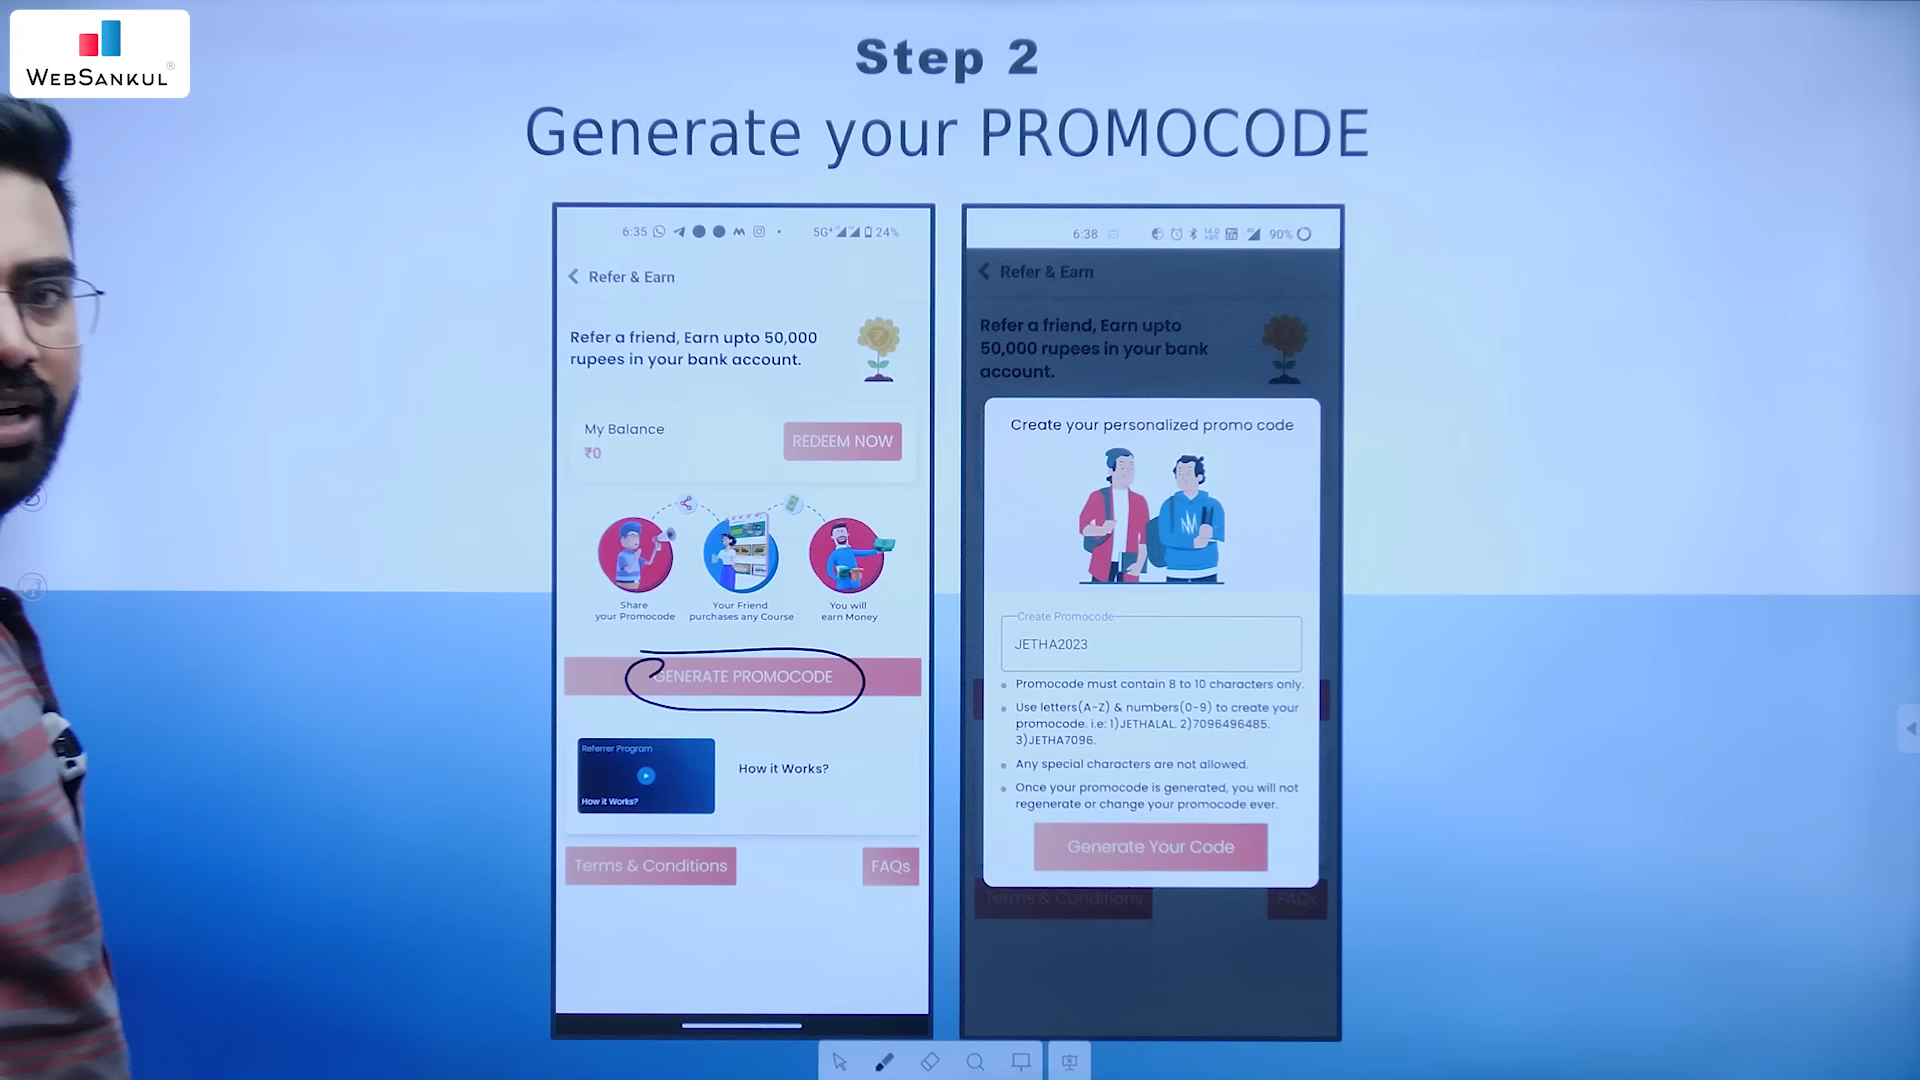 WEBSANKUL
®
Step 2
Generate your PROMOCODE
6:35
5G+
24%
Refer & Earn
Refer a friend, Earn upto 50,000
rupees in your bank account.
My Balance
₹0
REDEEM NOW
Share
your Promocode
Your Friend
purchases any Course
You will
earn Money
GENERATE PROMOCODE
Referrer Program
How it Works?
How it Works?
Terms & Conditions
FAQs
6:38
14.0
KB/S
90%
Refer & Earn
Refer a friend, Earn upto
50,000 rupees in your bank
account.
Create your personalized promo code
Create Promocode
JETHA2023
Promocode must contain 8 to 10 characters only.
Use letters(A-Z) & numbers(0-9) to create your
promocode. i.e: 1)JETHALAL. 2)7096496485.
3)JETHA7096.
Any special characters are not allowed.
Once your promocode is generated, you will not
regenerate or change your promocode ever.
Generate Your Code
Terms & Conditions
FAQs